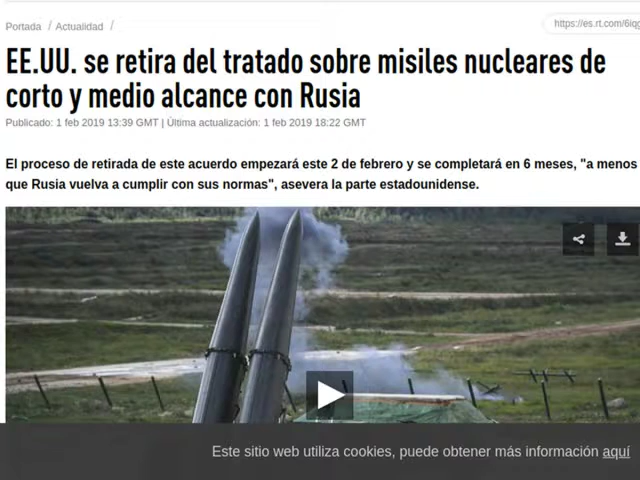 Portada / Actualidad /
https://es.rt.com/6iq
EE.UU. se retira del tratado sobre misiles nucleares de
corto y medio alcance con Rusia
Publicado: 1 feb 2019 13:39 GMT | Última actualización: 1 feb 2019 18:22 GMT
El proceso de retirada de este acuerdo empezará este 2 de febrero y se completará en 6 meses, "a menos
que Rusia vuelva a cumplir con sus normas", asevera la parte estadounidense.
Este sitio web utiliza cookies, puede obtener más información aquí